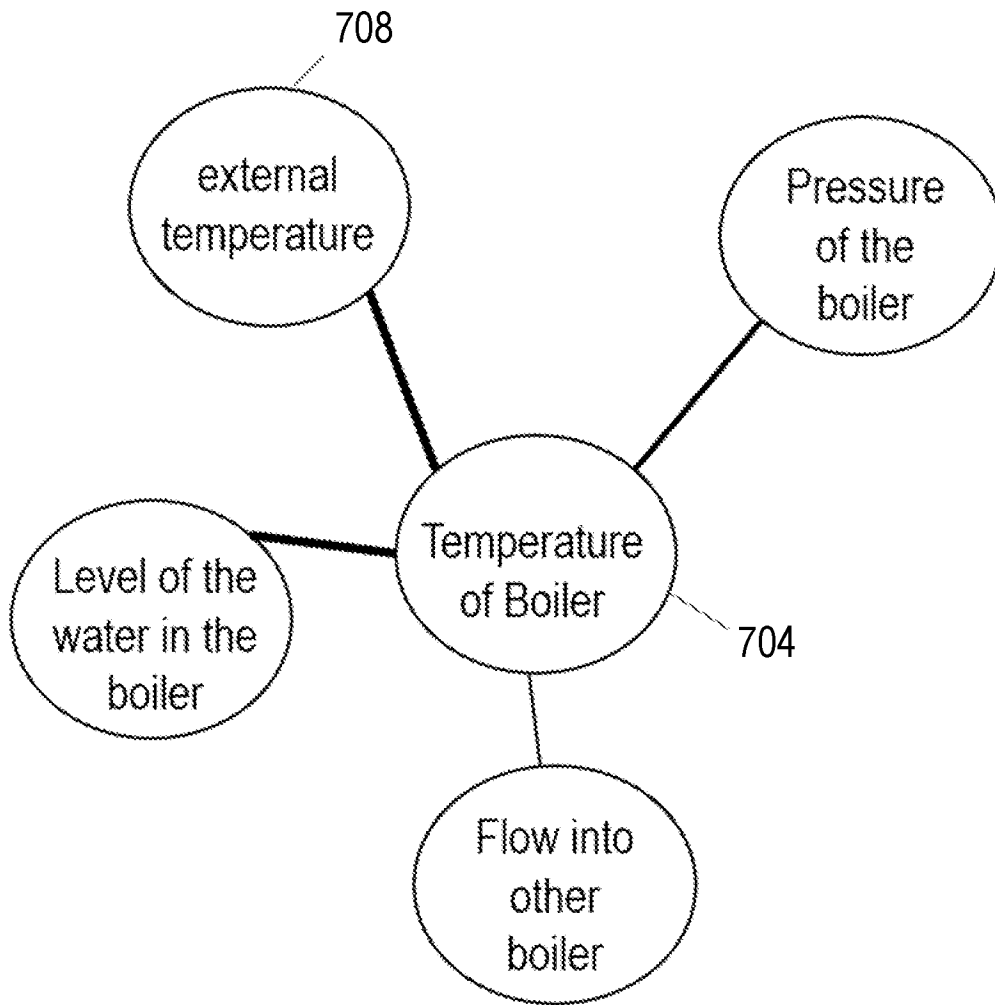 708
external
temperature
Pressure
of the
boiler
Temperature
of Boiler
704
Level of the
water in the
boiler
Flow into
other
boiler